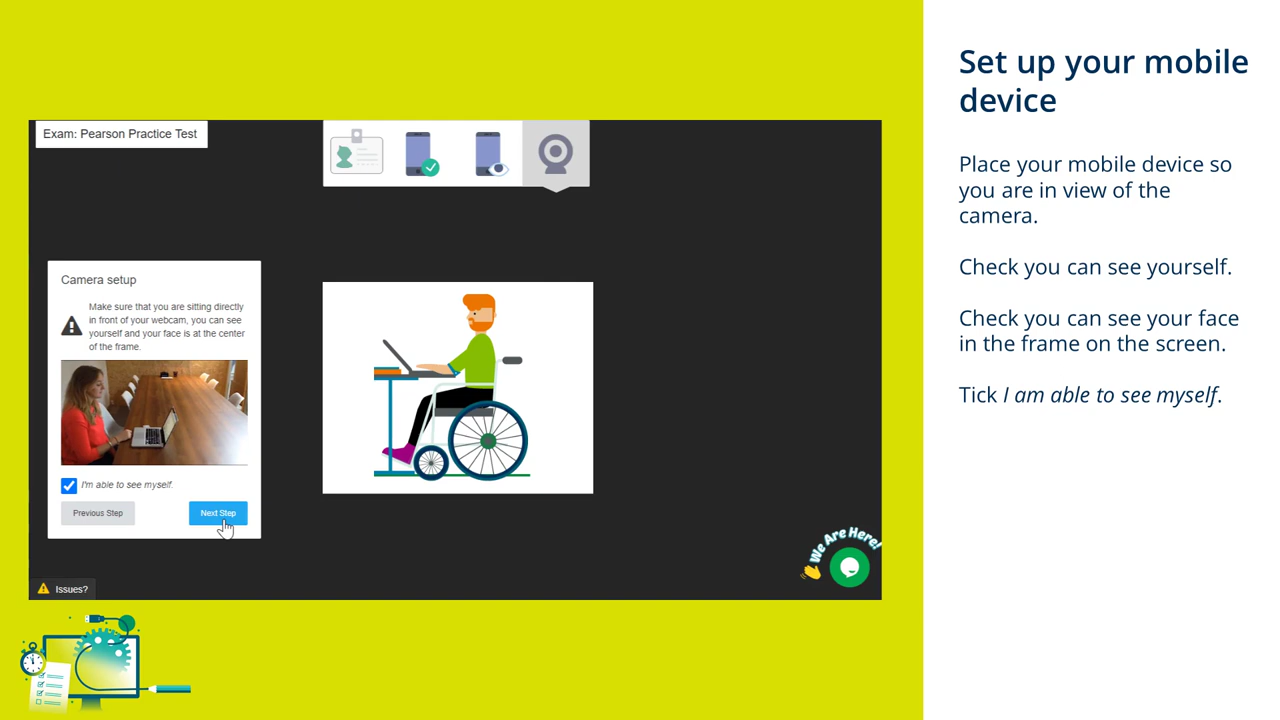 Exam: Pearson Practice Test
Camera setup
Make sure that you are sitting directly
in front of your webcam, you can see
yourself and your face is at the center
of the frame.
I'm able to see myself.
Previous Step
Next Step
We Are Here!
Issues?
Set up your mobile
device
Place your mobile device so
you are in view of the
camera.
Check you can see yourself.
Check you can see your face
in the frame on the screen.
Tick I am able to see myself.